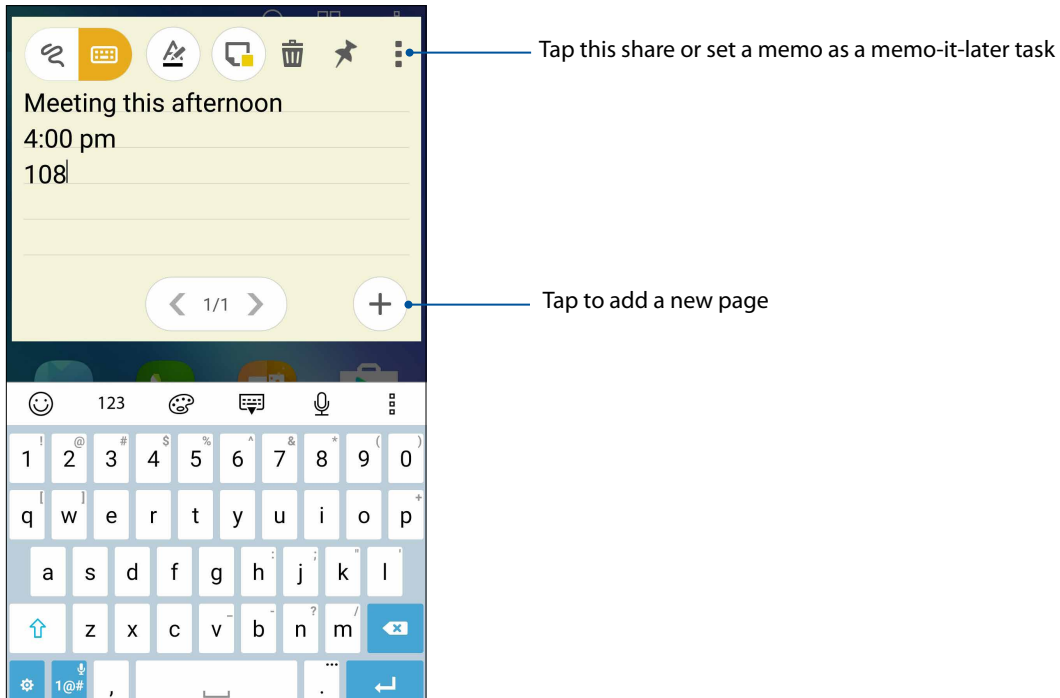 Tap this share or set a memo as a memo-it-later task
Meeting this afternoon
4:00 pm
108
1/1
Tap to add a new page
123
! @ # $ % ^ & * ( )
1 2 3 4 5 6 7 8 9 0
[ ] +
q w e r t y u i o p
: ; " '
a s d f g h j k l
_ - ? /
z x c v b n m
1@# , .